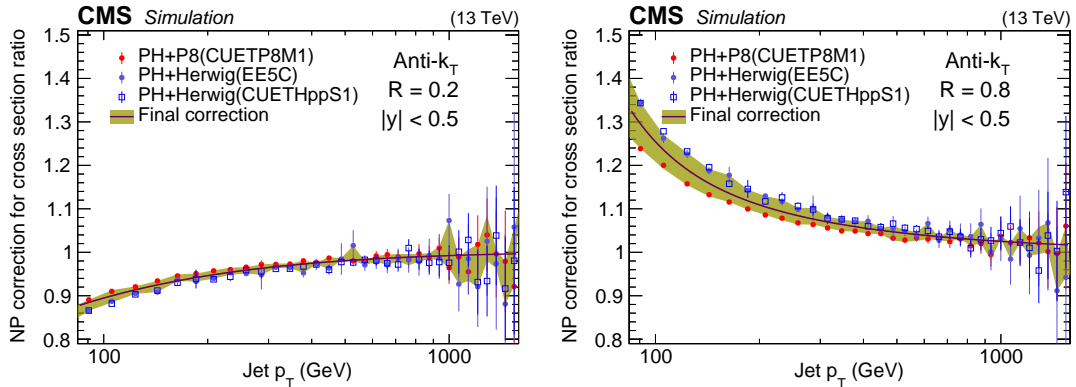 CMS Simulation (13 TeV)
NP correction for cross section ratio
1.5
1.4
1.3
1.2
1.1
1
0.9
0.8
PH+P8(CUETP8M1)
PH+Herwig(EE5C)
PH+Herwig(CUETHppS1)
Final correction
Anti-k_T
R = 0.2
|y| < 0.5
100 1000
Jet p_T (GeV)
CMS Simulation (13 TeV)
NP correction for cross section ratio
1.5
1.4
1.3
1.2
1.1
1
0.9
0.8
PH+P8(CUETP8M1)
PH+Herwig(EE5C)
PH+Herwig(CUETHppS1)
Final correction
Anti-k_T
R = 0.8
|y| < 0.5
100 1000
Jet p_T (GeV)